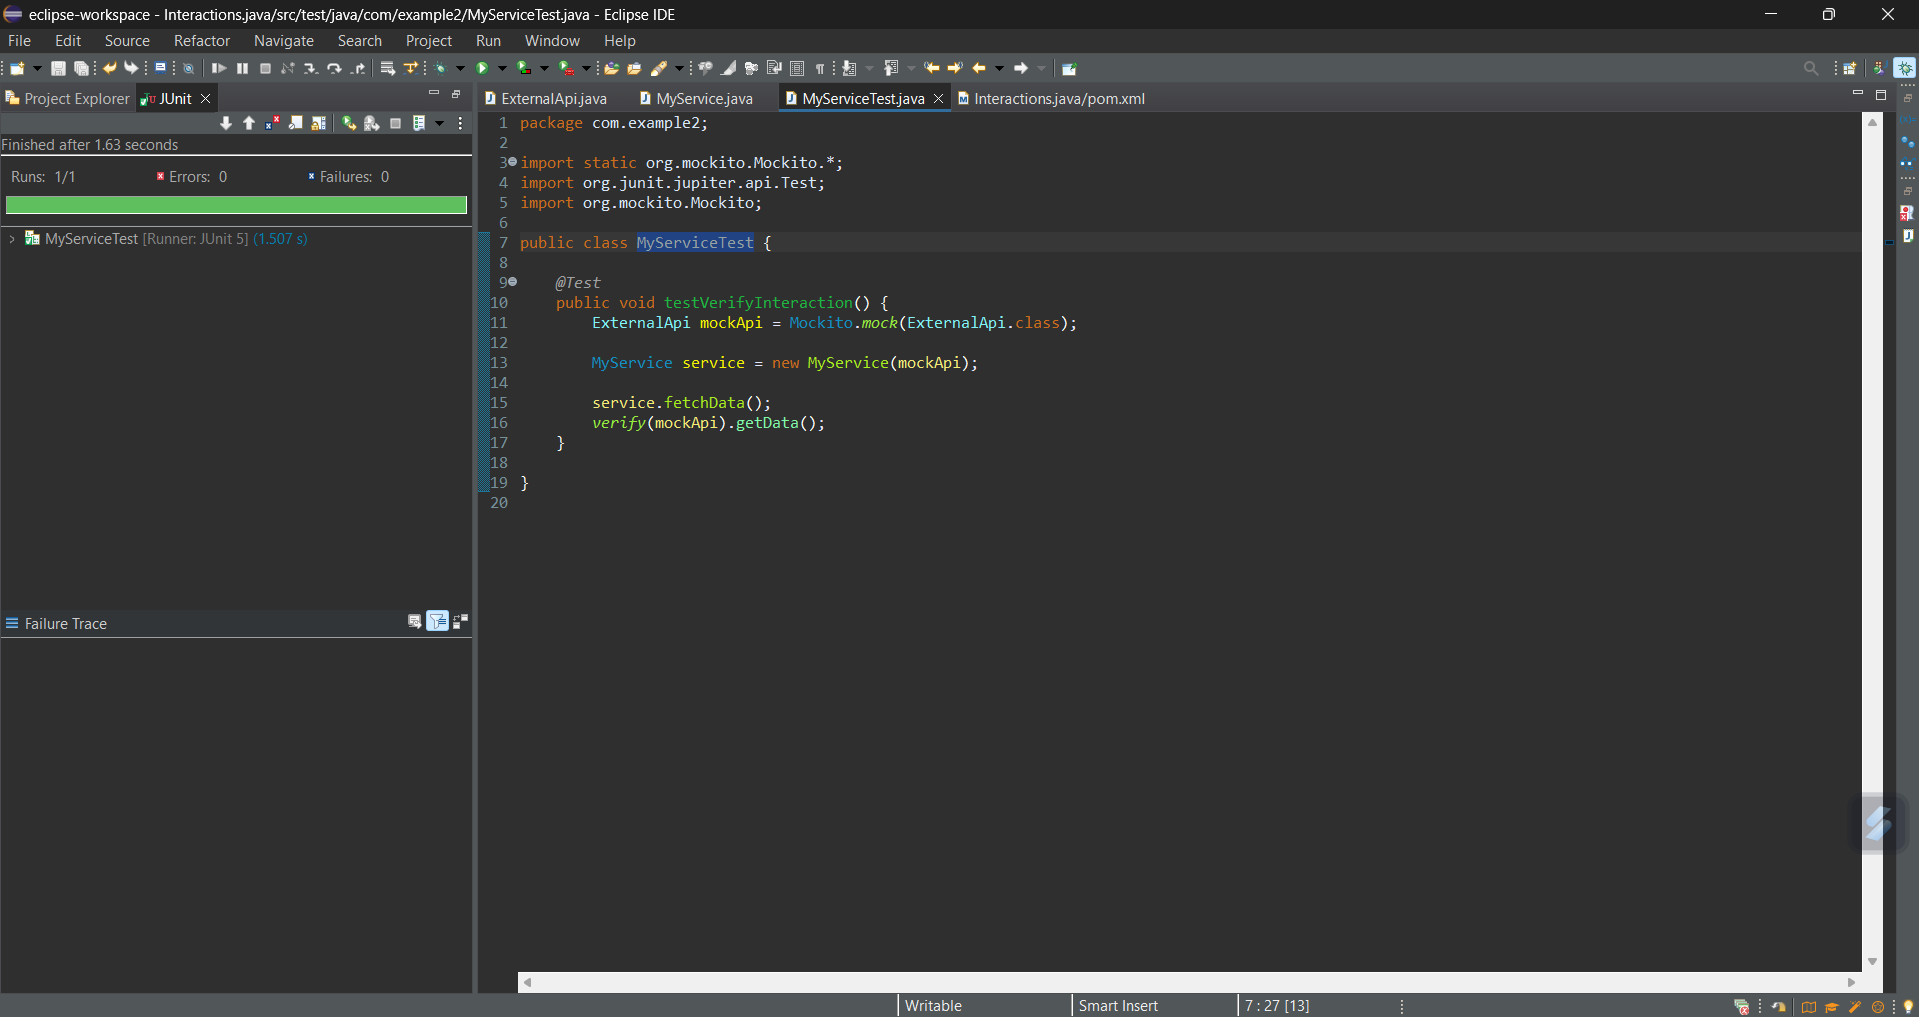 eclipse-workspace - Interactions.java/src/test/java/com/example2/MyServiceTest.java - Eclipse IDE
File Edit Source Refactor Navigate Search Project Run Window Help
Project Explorer JUnit
ExternalApi.java MyService.java MyServiceTest.java Interactions.java/pom.xml
Finished after 1.63 seconds
Runs: 1/1 Errors: 0 Failures: 0
MyServiceTest [Runner: JUnit 5] (1.507 s)
Failure Trace
1 package com.example2;
2
3 import static org.mockito.Mockito.*;
4 import org.junit.jupiter.api.Test;
5 import org.mockito.Mockito;
6
7 public class MyServiceTest {
8
9 @Test
10 public void testVerifyInteraction() {
11 ExternalApi mockApi = Mockito.mock(ExternalApi.class);
12
13 MyService service = new MyService(mockApi);
14
15 service.fetchData();
16 verify(mockApi).getData();
17 }
18
19 }
20
Writable Smart Insert 7 : 27 [13]